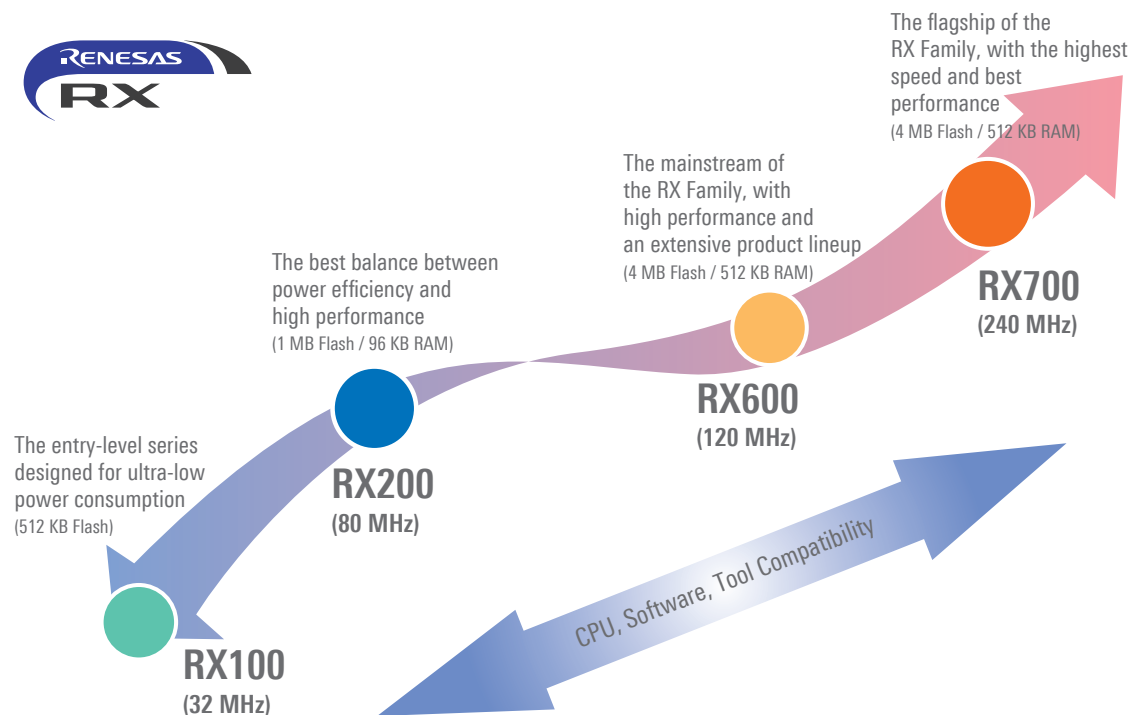 RENESAS
RX
The flagship of the
RX Family, with the highest
speed and best
performance
(4 MB Flash / 512 KB RAM)
The mainstream of
the RX Family, with
high performance and
an extensive product lineup
(4 MB Flash / 512 KB RAM)
The best balance between
power efficiency and
high performance
(1 MB Flash / 96 KB RAM)
RX700
(240 MHz)
RX600
(120 MHz)
The entry-level series
designed for ultra-low
power consumption
(512 KB Flash)
RX200
(80 MHz)
CPU, Software, Tool Compatibility
RX100
(32 MHz)